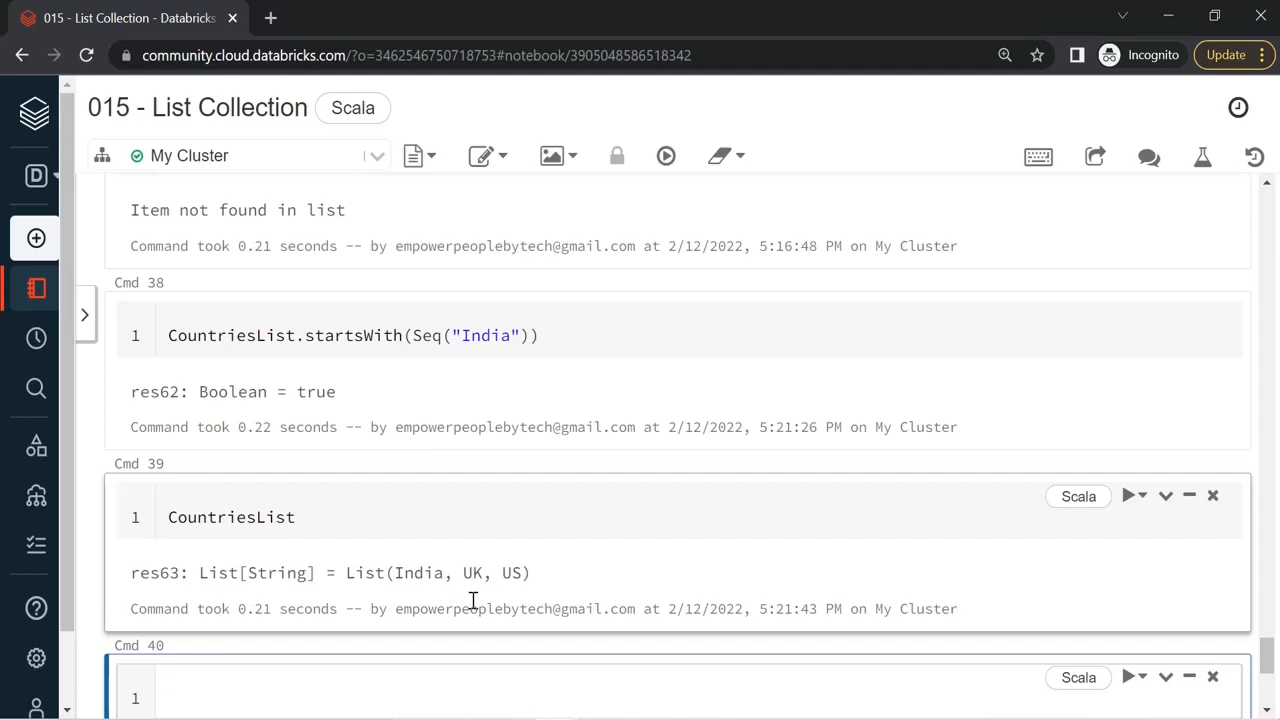 015 - List Collection - Databricks
community.cloud.databricks.com/?o=3462546750718753#notebook/3905048586518342
Incognito
Update
015 - List Collection
Scala
My Cluster
D
Item not found in list
Command took 0.21 seconds -- by empowerpeoplebytech@gmail.com at 2/12/2022, 5:16:48 PM on My Cluster
Cmd 38
1 CountriesList.startsWith(Seq("India"))
res62: Boolean = true
Command took 0.22 seconds -- by empowerpeoplebytech@gmail.com at 2/12/2022, 5:21:26 PM on My Cluster
Cmd 39
Scala
1 CountriesList
res63: List[String] = List(India, UK, US)
Command took 0.21 seconds -- by empowerpeoplebytech@gmail.com at 2/12/2022, 5:21:43 PM on My Cluster
Cmd 40
Scala
1